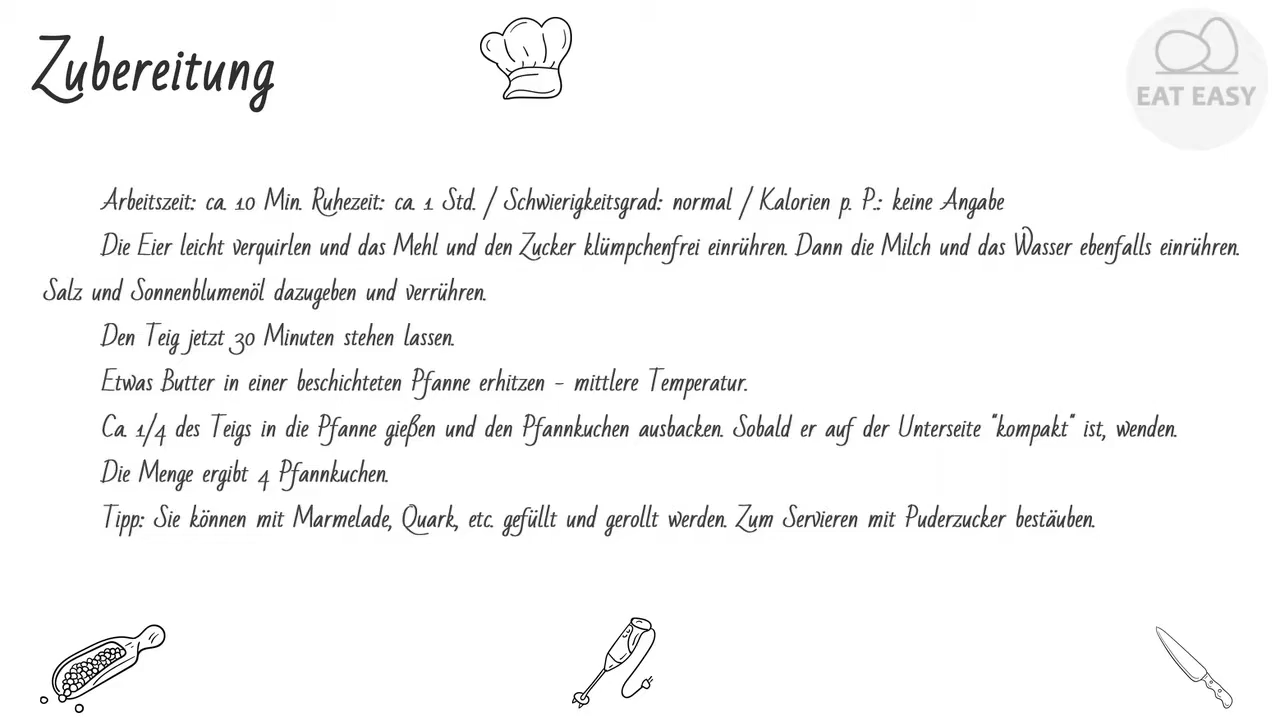 Zubereitung
EAT EASY
Arbeitszeit: ca. 10 Min. Ruhezeit: ca. 1 Std. / Schwierigkeitsgrad: normal / Kalorien p. P.: keine Angabe
Die Eier leicht verquirlen und das Mehl und den Zucker klümpchenfrei einrühren. Dann die Milch und das Wasser ebenfalls einrühren.
Salz und Sonnenblumenöl dazugeben und verrühren.
Den Teig jetzt 30 Minuten stehen lassen.
Etwas Butter in einer beschichteten Pfanne erhitzen - mittlere Temperatur.
Ca. 1/4 des Teigs in die Pfanne gießen und den Pfannkuchen ausbacken. Sobald er auf der Unterseite "kompakt" ist, wenden.
Die Menge ergibt 4 Pfannkuchen.
Tipp: Sie können mit Marmelade, Quark, etc. gefüllt und gerollt werden. Zum Servieren mit Puderzucker bestäuben.